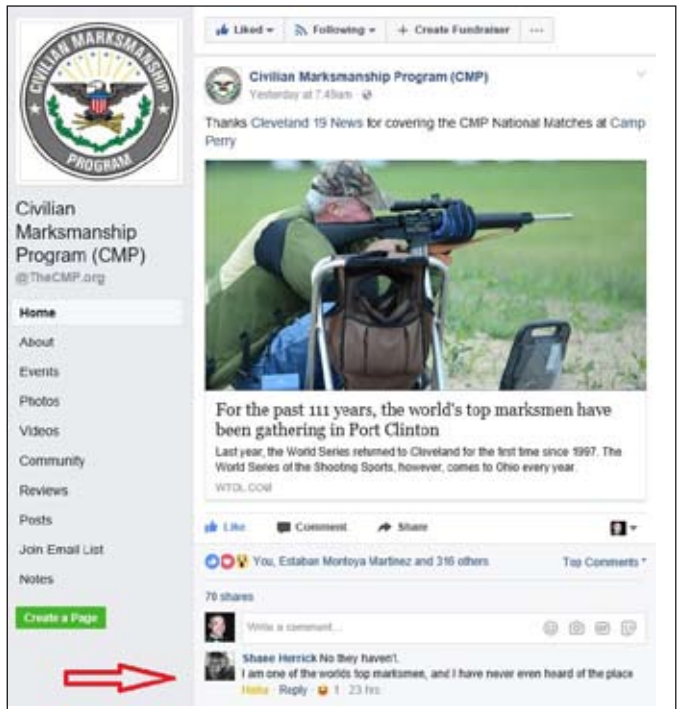 CIVILIAN MARKSMANSHIP
PROGRAM
Civilian
Marksmanship
Program (CMP)
@TheCMP.org
Home
About
Events
Photos
Videos
Community
Reviews
Posts
Join Email List
Notes
Create a Page
Liked Following + Create Fundraiser ...
Civilian Marksmanship Program (CMP)
Yesterday at 7:49am
Thanks Cleveland 19 News for covering the CMP National Matches at Camp
Perry
For the past 111 years, the world's top marksmen have
been gathering in Port Clinton
Last year, the World Series returned to Cleveland for the first time since 1997. The
World Series of the Shooting Sports, however, comes to Ohio every year.
WTOL.COM
Like Comment Share
You, Estaban Montoya Martinez and 316 others Top Comments
78 shares
Write a comment...
Shane Herrick No they haven't.
I am one of the worlds top marksmen, and I have never even heard of the place
Haha · Reply · 1 · 23 hrs